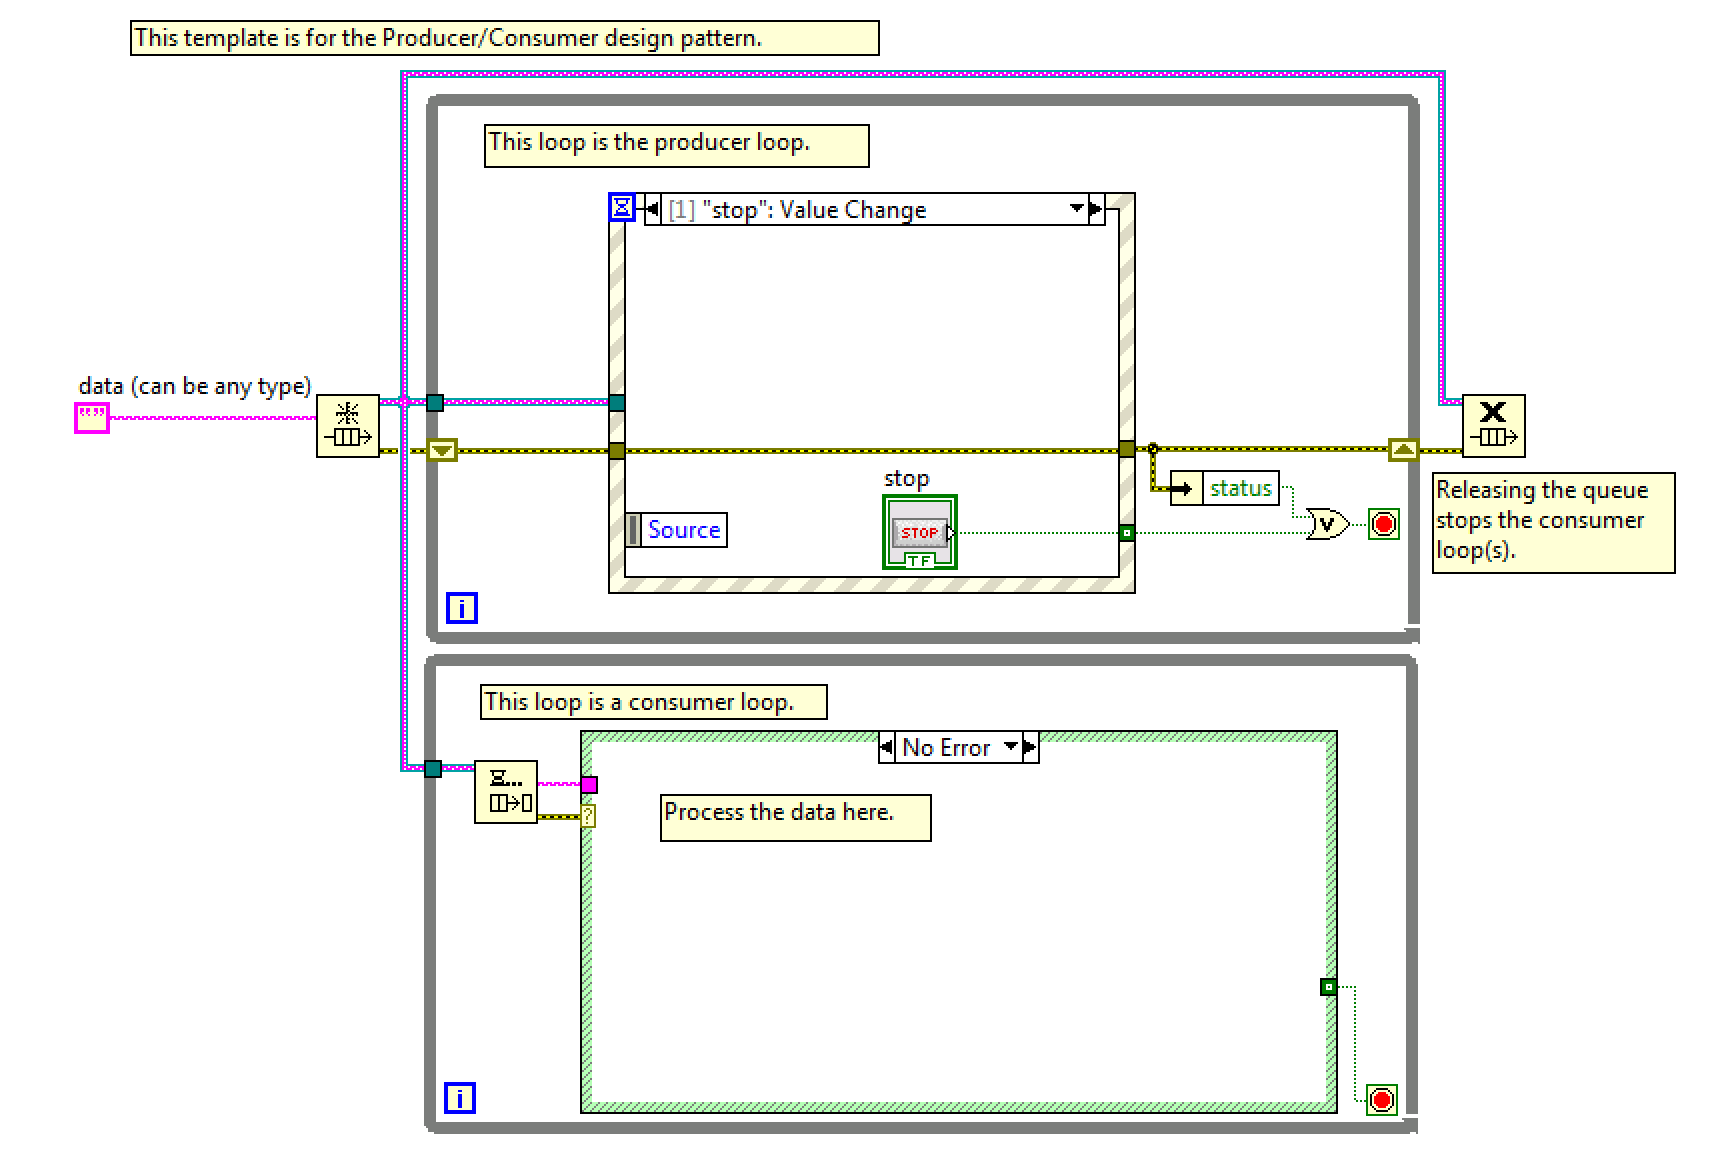 This template is for the Producer/Consumer design pattern.
This loop is the producer loop.
[1] "stop": Value Change
data (can be any type)
stop
STOP
TF
Source
status
V
Releasing the queue
stops the consumer
loop(s).
i
This loop is a consumer loop.
No Error
?
Process the data here.
i